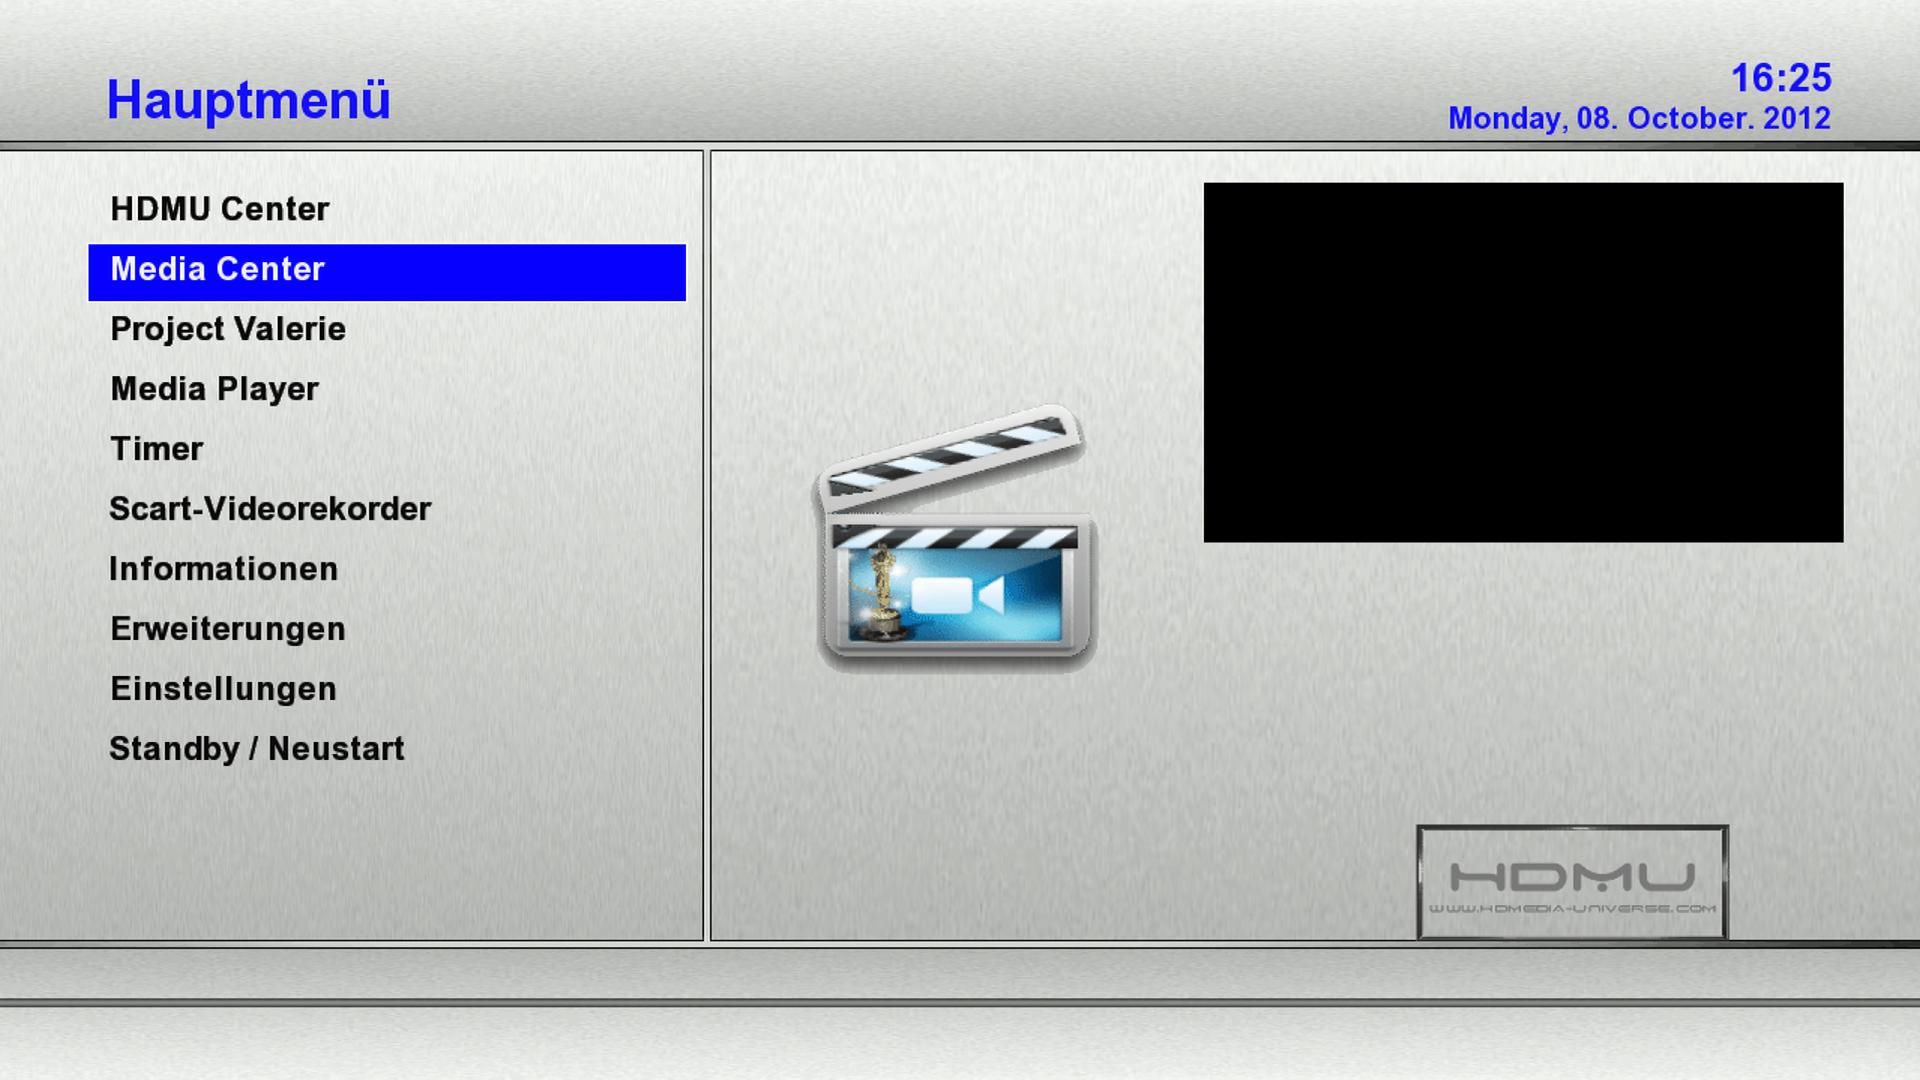 Hauptmenü
16:25
Monday, 08. October. 2012
HDMU Center
Media Center
Project Valerie
Media Player
Timer
Scart-Videorekorder
Informationen
Erweiterungen
Einstellungen
Standby / Neustart
HDMU
WWW.HDMEDIA-UNIVERSE.COM